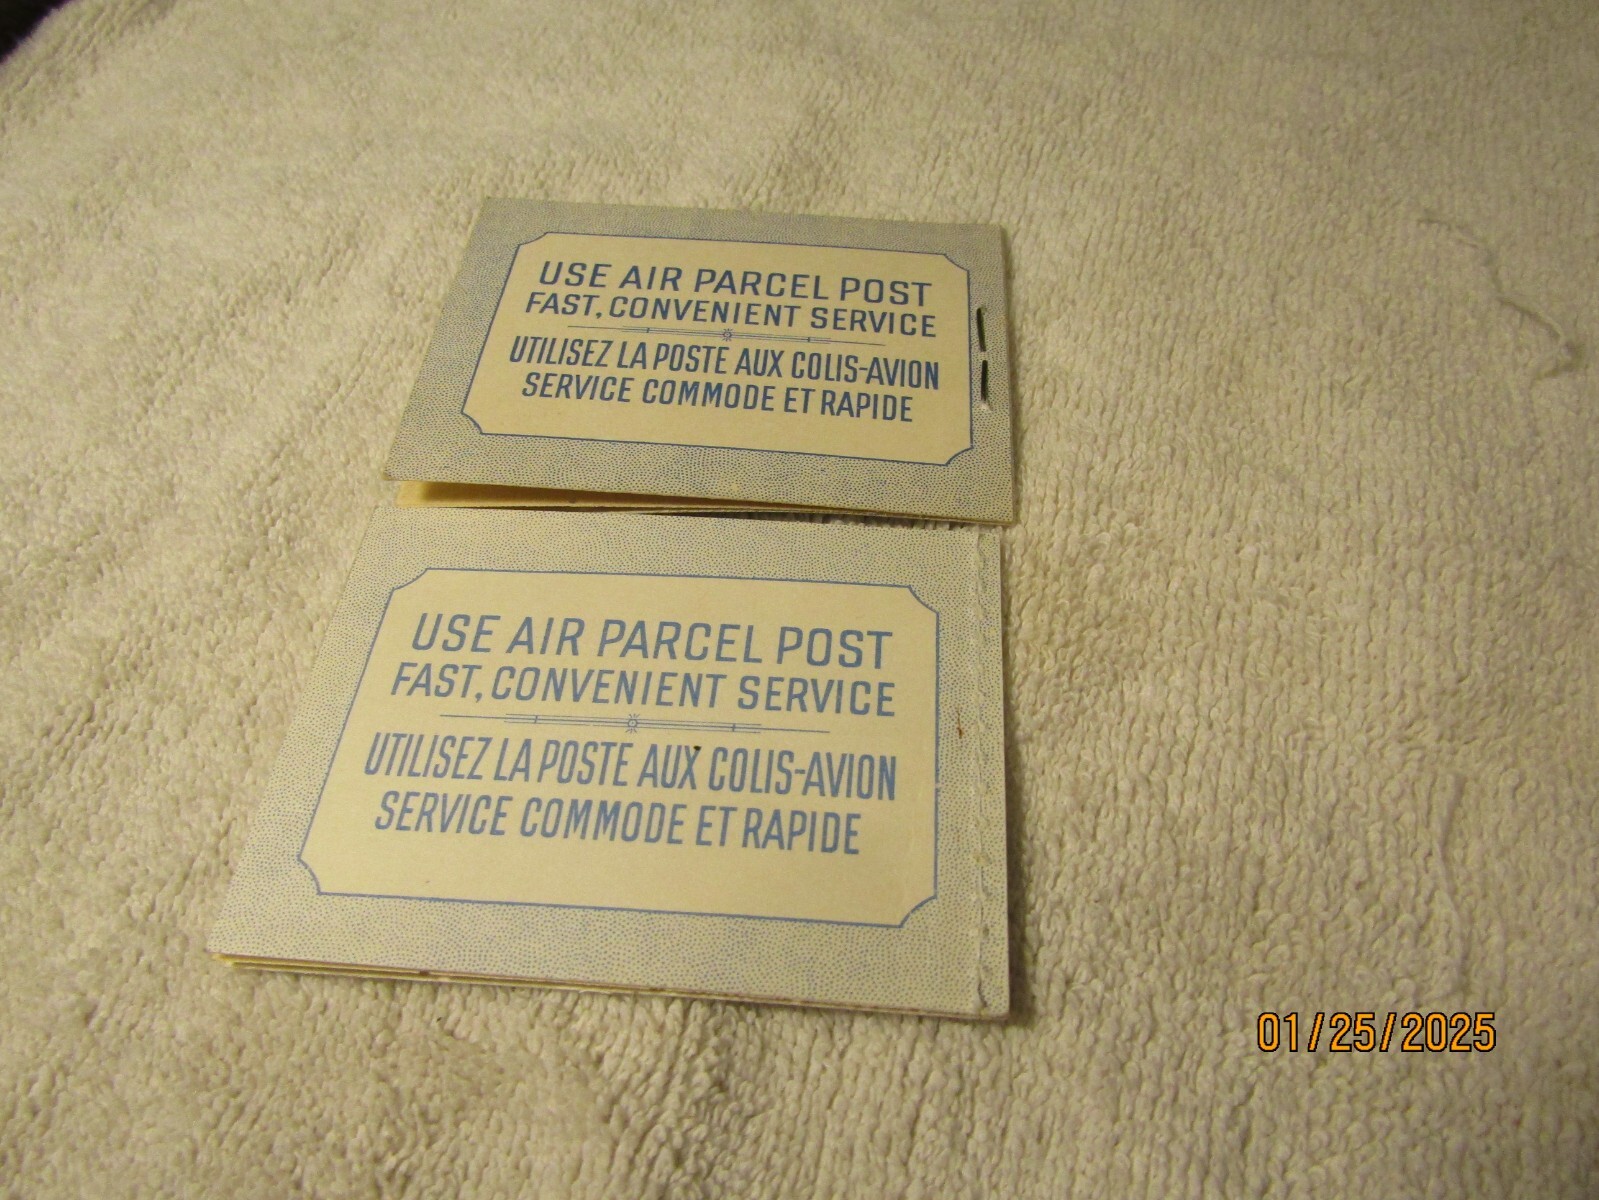 USE AIR PARCEL POST
FAST, CONVENIENT SERVICE
UTILISEZ LA POSTE AUX COLIS-AVION
SERVICE COMMODE ET RAPIDE
USE AIR PARCEL POST
FAST, CONVENIENT SERVICE
UTILISEZ LA POSTE AUX COLIS-AVION
SERVICE COMMODE ET RAPIDE
01/25/2025